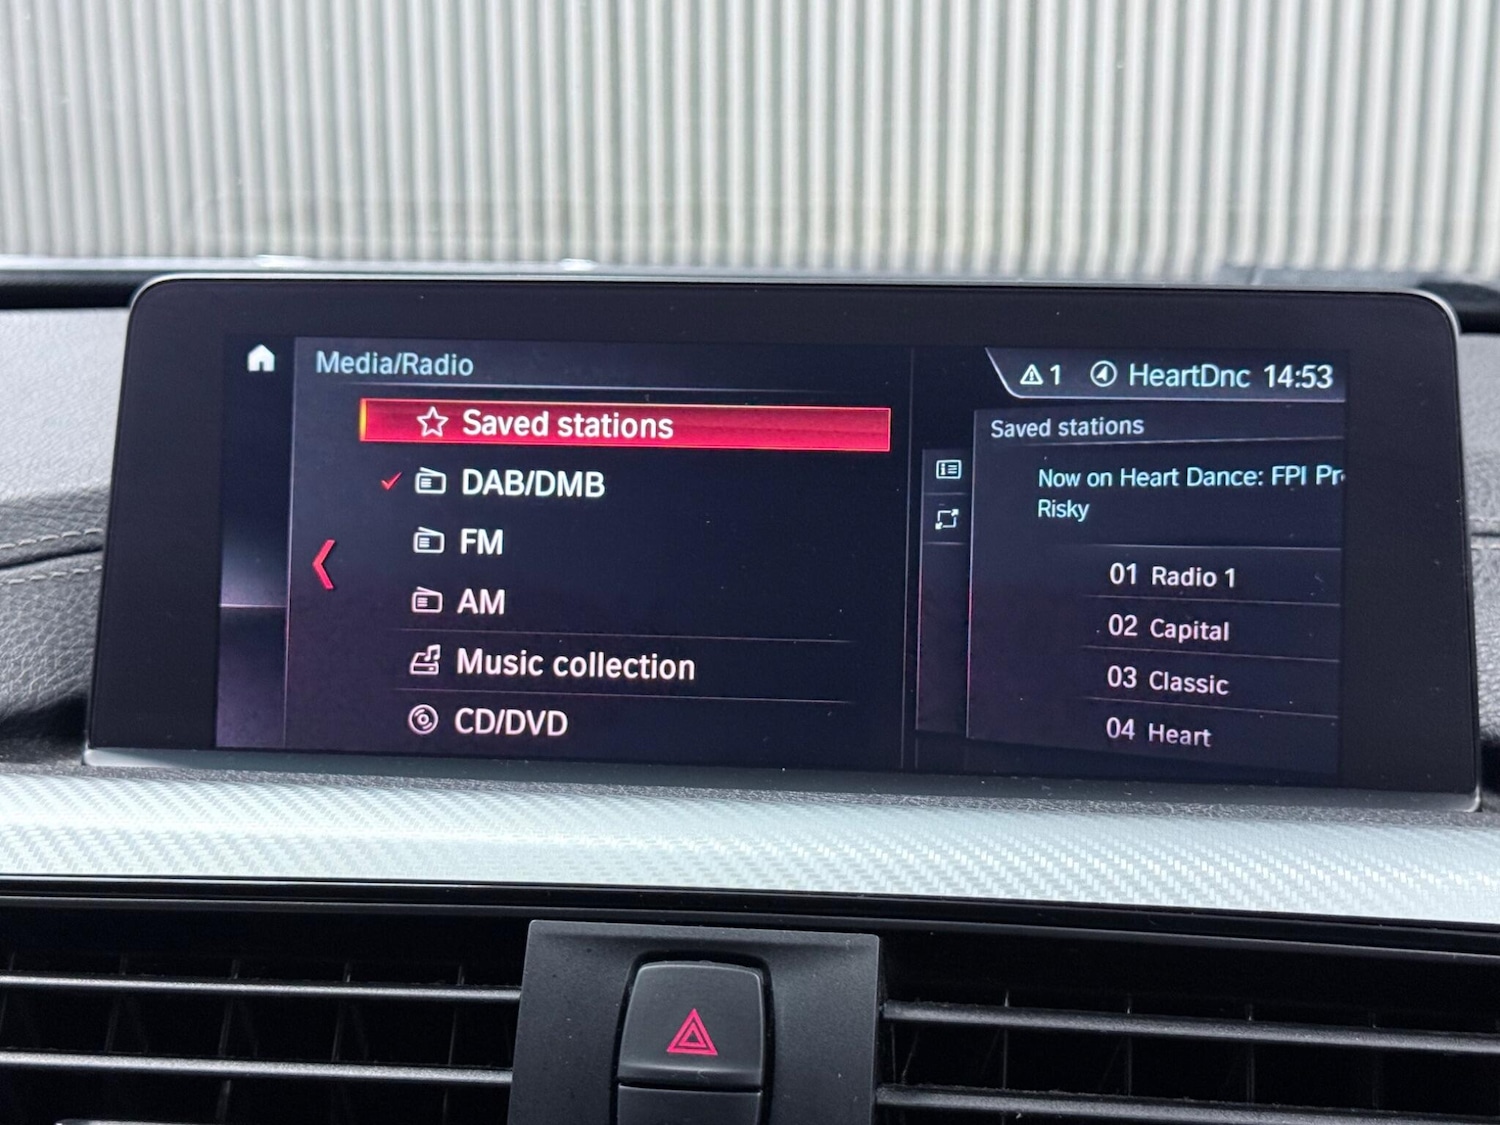 Media/Radio
Saved stations
DAB/DMB
FM
AM
Music collection
CD/DVD
1 HeartDnc 14:53
Saved stations
Now on Heart Dance: FPI Pr
Risky
01 Radio 1
02 Capital
03 Classic
04 Heart